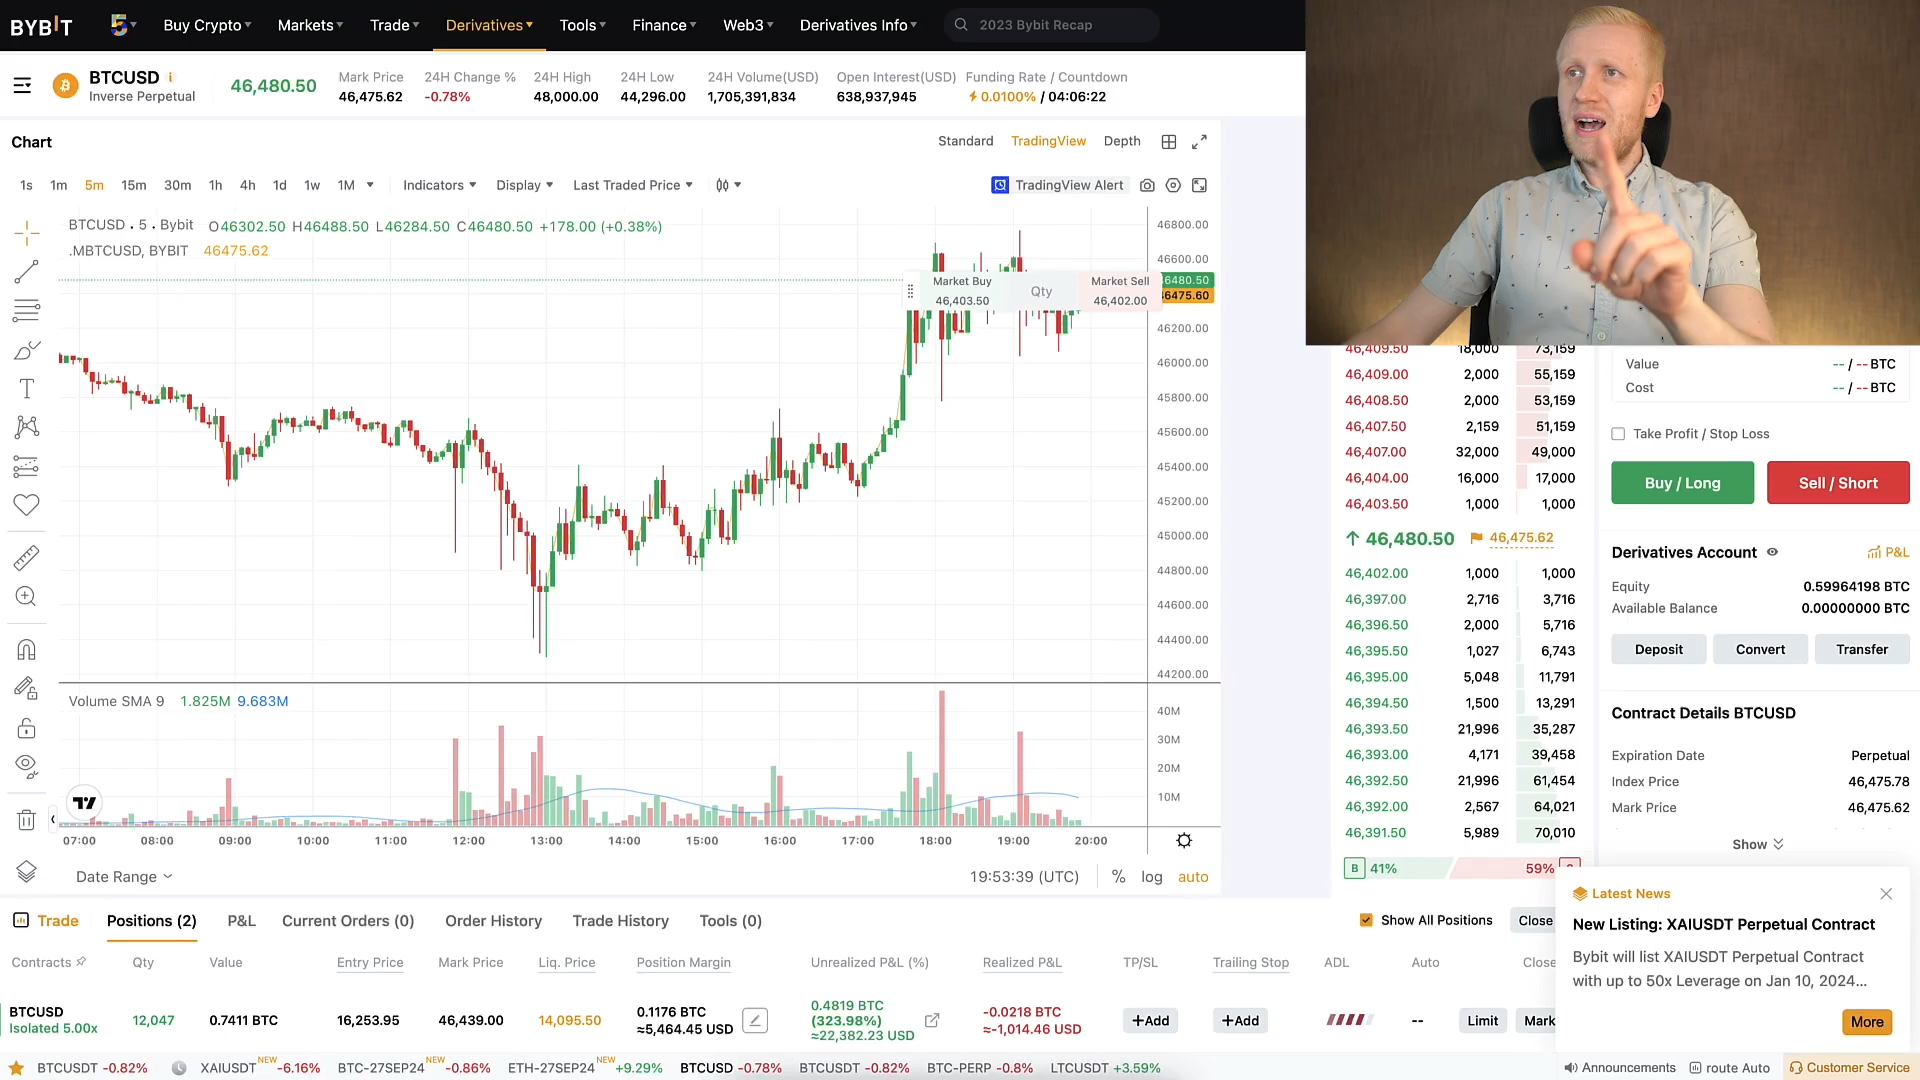 BYBIT
Buy Crypto
Markets
Trade
Derivatives
Tools
Finance
Web3
Derivatives Info
2023 Bybit Recap
BTCUSD
Inverse Perpetual
46,480.50
Mark Price
46,475.62
24H Change %
-0.78%
24H High
48,000.00
24H Low
44,296.00
24H Volume(USD)
1,705,391,834
Open Interest(USD)
638,937,945
Funding Rate / Countdown
0.0100% / 04:06:22
Chart
Standard
TradingView
Depth
1s 1m 5m 15m 30m 1h 4h 1d 1w 1M
Indicators
Display
Last Traded Price
TradingView Alert
BTCUSD . 5 . Bybit O46302.50 H46488.50 L46284.50 C46480.50 +178.00 (+0.38%)
.MBTCUSD, BYBIT 46475.62
Market Buy
46,403.50
Qty
Market Sell
46,402.00
46800.00
46600.00
6480.50
6475.60
46200.00
46000.00
45800.00
45600.00
45400.00
45200.00
45000.00
44800.00
44600.00
44400.00
44200.00
Volume SMA 9 1.825M 9.683M
40M
30M
20M
10M
07:00 08:00 09:00 10:00 11:00 12:00 13:00 14:00 15:00 16:00 17:00 18:00 19:00 20:00
Date Range
19:53:39 (UTC)
%
log
auto
46,409.50 18,000 73,159
46,409.00 2,000 55,159
46,408.50 2,000 53,159
46,407.50 2,159 51,159
46,407.00 32,000 49,000
46,404.00 16,000 17,000
46,403.50 1,000 1,000
46,480.50 46,475.62
46,402.00 1,000 1,000
46,397.00 2,716 3,716
46,396.50 2,000 5,716
46,395.50 1,027 6,743
46,395.00 5,048 11,791
46,394.50 1,500 13,291
46,393.50 21,996 35,287
46,393.00 4,171 39,458
46,392.50 21,996 61,454
46,392.00 2,567 64,021
46,391.50 5,989 70,010
B 41% 59%
Value -- / -- BTC
Cost -- / -- BTC
Take Profit / Stop Loss
Buy / Long
Sell / Short
Derivatives Account
P&L
Equity 0.59964198 BTC
Available Balance 0.00000000 BTC
Deposit
Convert
Transfer
Contract Details BTCUSD
Expiration Date Perpetual
Index Price 46,475.78
Mark Price 46,475.62
Show
Latest News
New Listing: XAIUSDT Perpetual Contract
Bybit will list XAIUSDT Perpetual Contract
with up to 50x Leverage on Jan 10, 2024...
More
Trade
Positions (2)
P&L
Current Orders (0)
Order History
Trade History
Tools (0)
Show All Positions
Close
Contracts Qty Value Entry Price Mark Price Liq. Price Position Margin Unrealized P&L (%) Realized P&L TP/SL Trailing Stop ADL Auto Close
BTCUSD
Isolated 5.00x
12,047
0.7411 BTC
16,253.95
46,439.00
14,095.50
0.1176 BTC
≈5,464.45 USD
0.4819 BTC
(323.98%)
≈22,382.23 USD
-0.0218 BTC
≈-1,014.46 USD
+Add
+Add
--
Limit
Mark
BTCUSDT -0.82%
XAIUSDT NEW -6.16%
BTC-27SEP24 NEW -0.86%
ETH-27SEP24 NEW +9.29%
BTCUSD -0.78%
BTCUSDT -0.82%
BTC-PERP -0.8%
LTCUSDT +3.59%
Announcements
route Auto
Customer Service